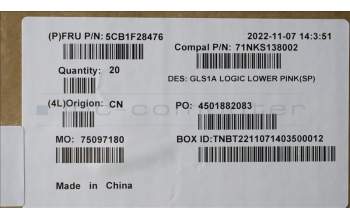 (P)FRU P/N: 5CB1F28476
2022-11-07 14:3:51
Compal P/N: 71NKS138002
Quantity: 20
DES: GLS1A LOGIC LOWER PINK(SP)
(4L)Origion: CN
PO: 4501882083
MO: 75097180
BOX ID:TNBT2211071403500012
Made in China